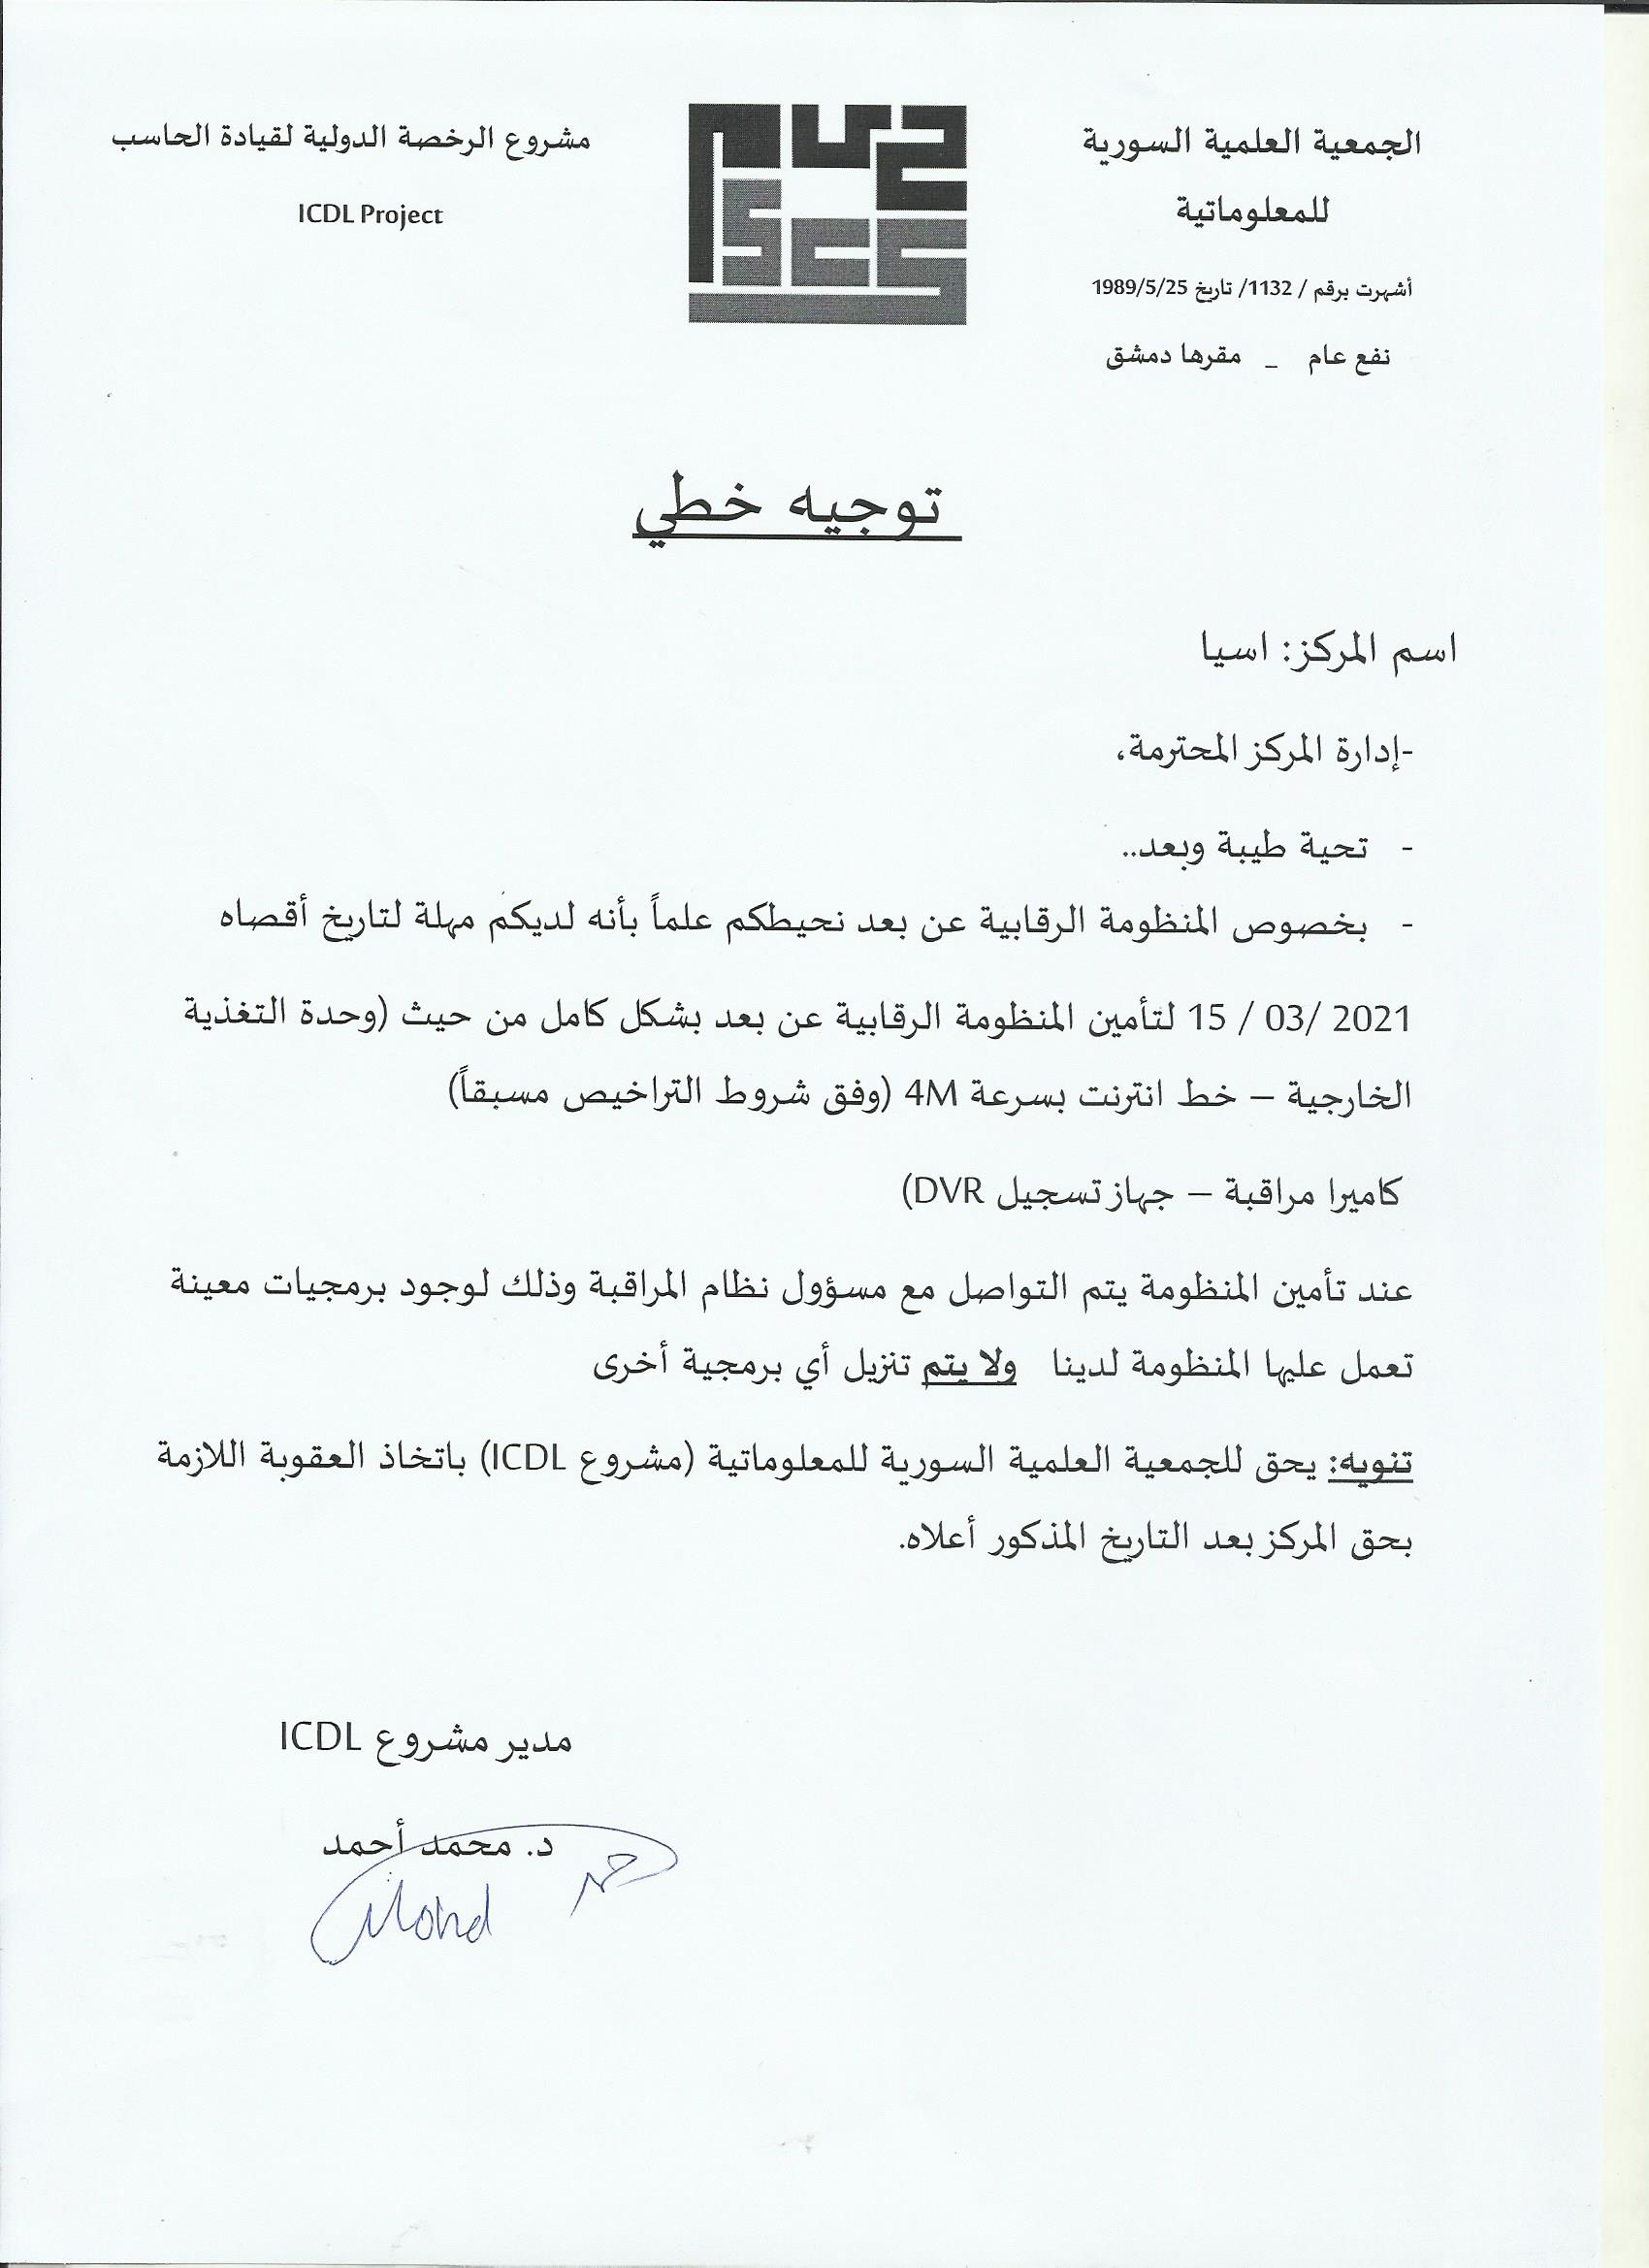 الجمعية العلمية السورية
للمعلوماتية
أشهرت برقم / 1132/ تاريخ 1989/5/25
نفع عام _ مقرها دمشق
مشروع الرخصة الدولية لقيادة الحاسب
ICDL Project
SCS
توجيه خطي
اسم المركز: اسيا
-إدارة المركز المحترمة،
- تحية طيبة وبعد..
- بخصوص المنظومة الرقابية عن بعد نحيطكم علماً بأنه لديكم مهلة لتاريخ أقصاه
15 / 03/ 2021 لتأمين المنظومة الرقابية عن بعد بشكل كامل من حيث (وحدة التغذية
الخارجية – خط انترنت بسرعة 4M (وفق شروط التراخيص مسبقاً)
كاميرا مراقبة – جهاز تسجيل DVR)
عند تأمين المنظومة يتم التواصل مع مسؤول نظام المراقبة وذلك لوجود برمجيات معينة
تعمل عليها المنظومة لدينا ولا يتم تنزيل أي برمجية أخرى
تنويه: يحق للجمعية العلمية السورية للمعلوماتية (مشروع ICDL) باتخاذ العقوبة اللازمة
بحق المركز بعد التاريخ المذكور أعلاه.
مدير مشروع ICDL
د. محمد أحمد
Mohd